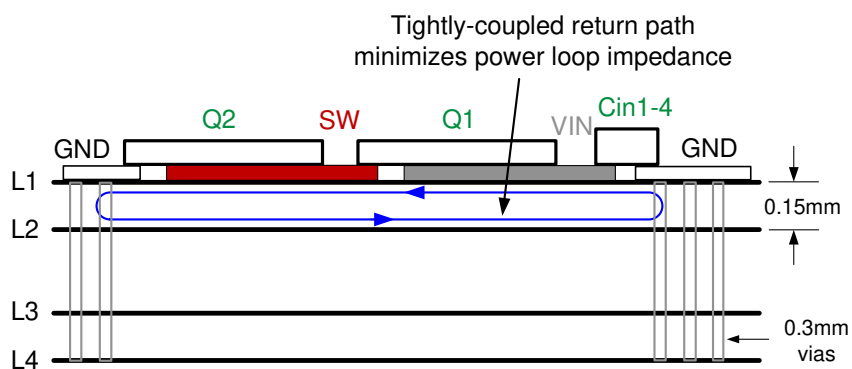 Tightly-coupled return path
minimizes power loop impedance
Cin1-4
Q2
SW
Q1
VIN
GND
GND
L1
0.15mm
L2
L3
0.3mm
vias
L4